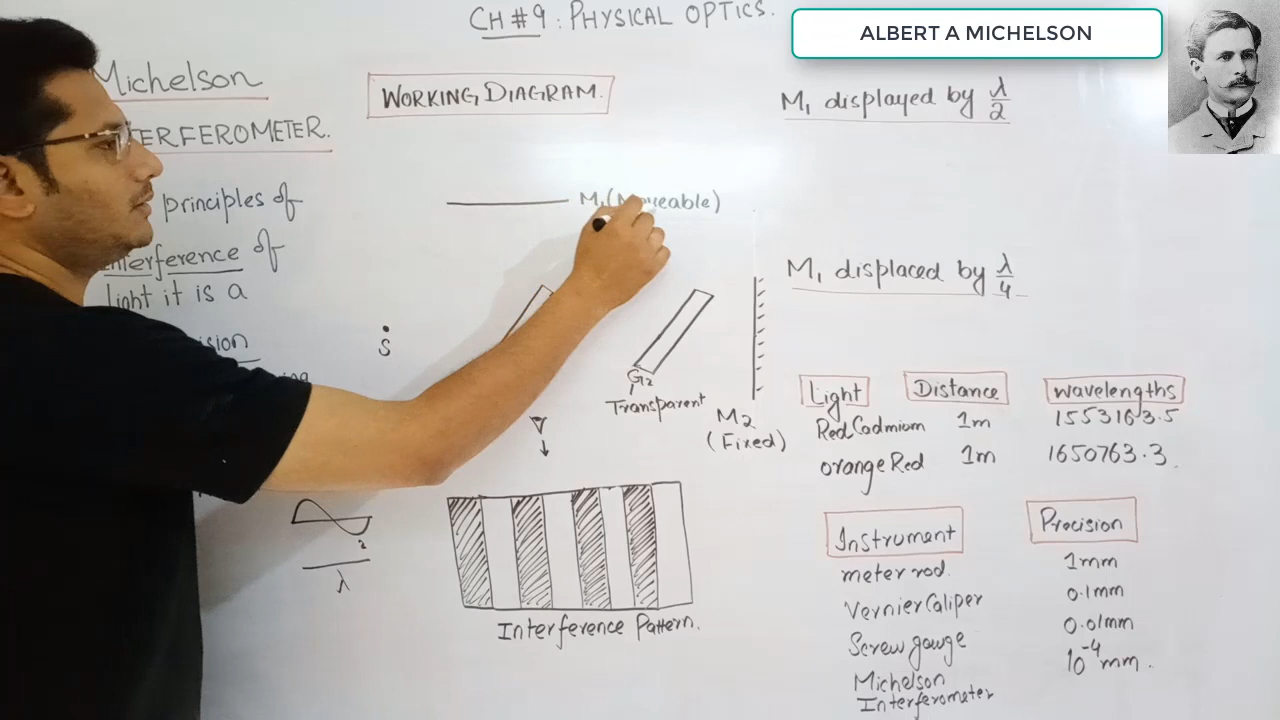 CH # 9 : PHYSICAL OPTICS.
ALBERT A MICHELSON
Michelson
TERFEROMETER.
principles of
interference of
light it is a
WORKING DIAGRAM.
M1 (Moveable)
S
G2
Transparent
M2
(Fixed)
λ
Interference Pattern.
M1 displayed by λ/2
M1 displaced by λ/4
Light Distance Wavelengths
Red Cadmium 1m 1553163.5
orange Red 1m 1650763.3
Instrument Precision
meter rod. 1mm
Vernier Caliper 0.1mm
Screw gauge 0.01mm
Michelson 10⁻⁴mm.
Interferometer